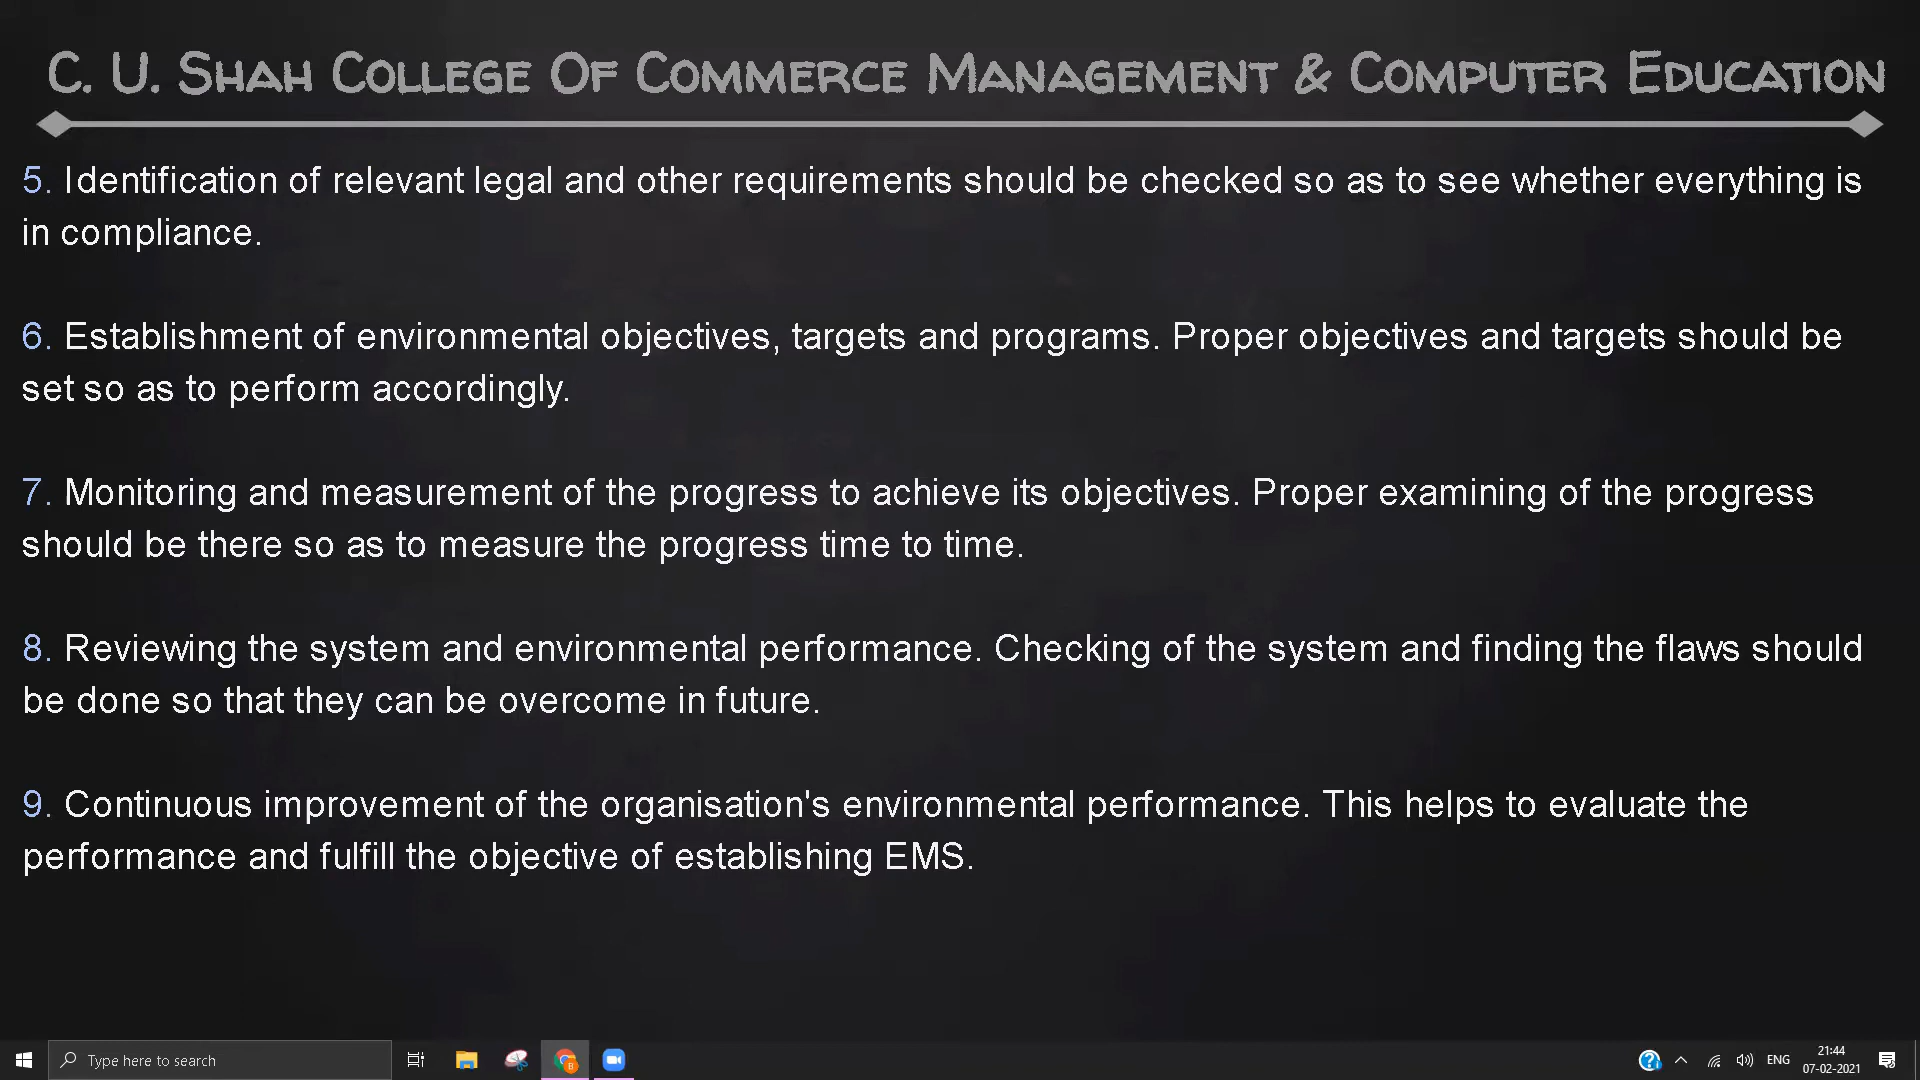 C. U. Shah College Of Commerce Management & Computer Education
5. Identification of relevant legal and other requirements should be checked so as to see whether everything is
in compliance.
6. Establishment of environmental objectives, targets and programs. Proper objectives and targets should be
set so as to perform accordingly.
7. Monitoring and measurement of the progress to achieve its objectives. Proper examining of the progress
should be there so as to measure the progress time to time.
8. Reviewing the system and environmental performance. Checking of the system and finding the flaws should
be done so that they can be overcome in future.
9. Continuous improvement of the organisation's environmental performance. This helps to evaluate the
performance and fulfill the objective of establishing EMS.
Type here to search
ENG
21:44
07-02-2021